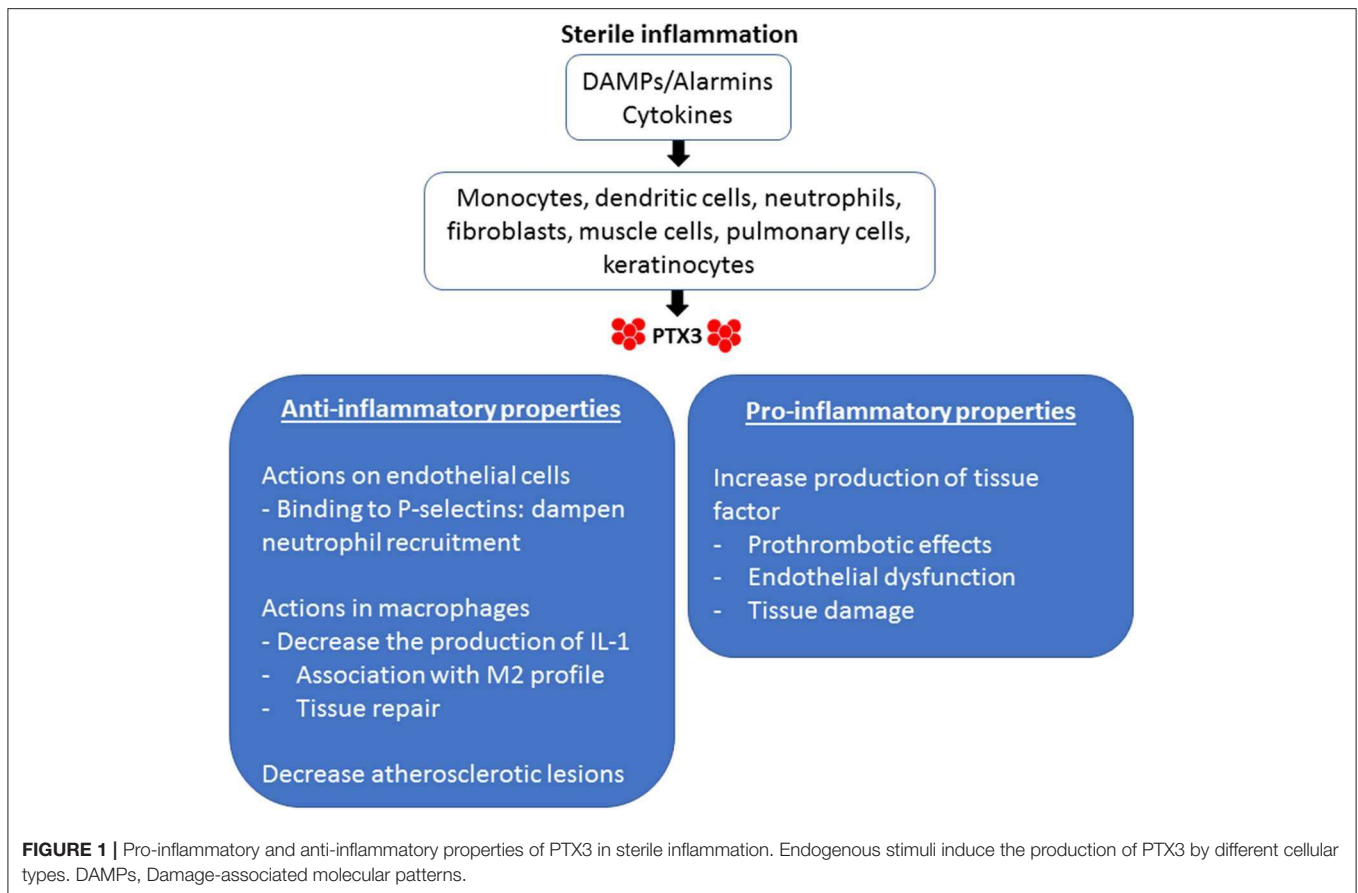 Sterile inflammation
DAMPs/Alarmins
Cytokines
Monocytes, dendritic cells, neutrophils,
fibroblasts, muscle cells, pulmonary cells,
keratinocytes
PTX3
Anti-inflammatory properties
Actions on endothelial cells
- Binding to P-selectins: dampen
neutrophil recruitment
Actions in macrophages
- Decrease the production of IL-1
- Association with M2 profile
- Tissue repair
Decrease atherosclerotic lesions
Pro-inflammatory properties
Increase production of tissue
factor
- Prothrombotic effects
- Endothelial dysfunction
- Tissue damage
FIGURE 1 | Pro-inflammatory and anti-inflammatory properties of PTX3 in sterile inflammation. Endogenous stimuli induce the production of PTX3 by different cellular
types. DAMPs, Damage-associated molecular patterns.